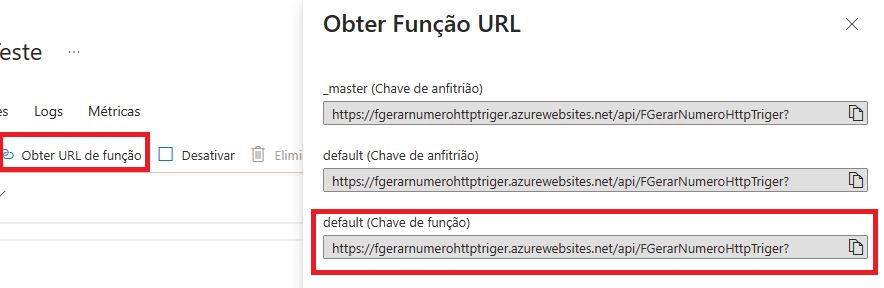 Obter Função URL
este ...
_master (Chave de anfitrião)
https://fgerarnumerohttptriger.azurewebsites.net/api/FGerarNumeroHttpTriger?
es Logs Métricas
default (Chave de anfitrião)
Obter URL de função Desativar Elimi
https://fgerarnumerohttptriger.azurewebsites.net/api/FGerarNumeroHttpTriger?
default (Chave de função)
https://fgerarnumerohttptriger.azurewebsites.net/api/FGerarNumeroHttpTriger?